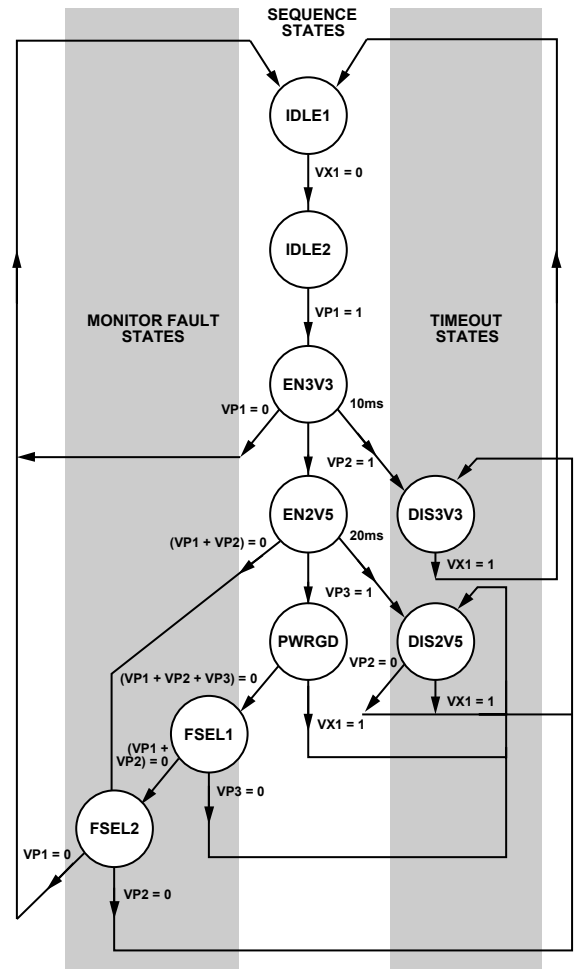 SEQUENCE
STATES
IDLE1
VX1 = 0
IDLE2
VP1 = 1
MONITOR FAULT
STATES
TIMEOUT
STATES
EN3V3
VP1 = 0
10ms
VP2 = 1
EN2V5
DIS3V3
(VP1 + VP2) = 0
20ms
VX1 = 1
VP3 = 1
PWRGD
DIS2V5
VP2 = 0
(VP1 + VP2 + VP3) = 0
VX1 = 1
VX1 = 1
FSEL1
(VP1 +
VP2) = 0
VP3 = 0
FSEL2
VP1 = 0
VP2 = 0